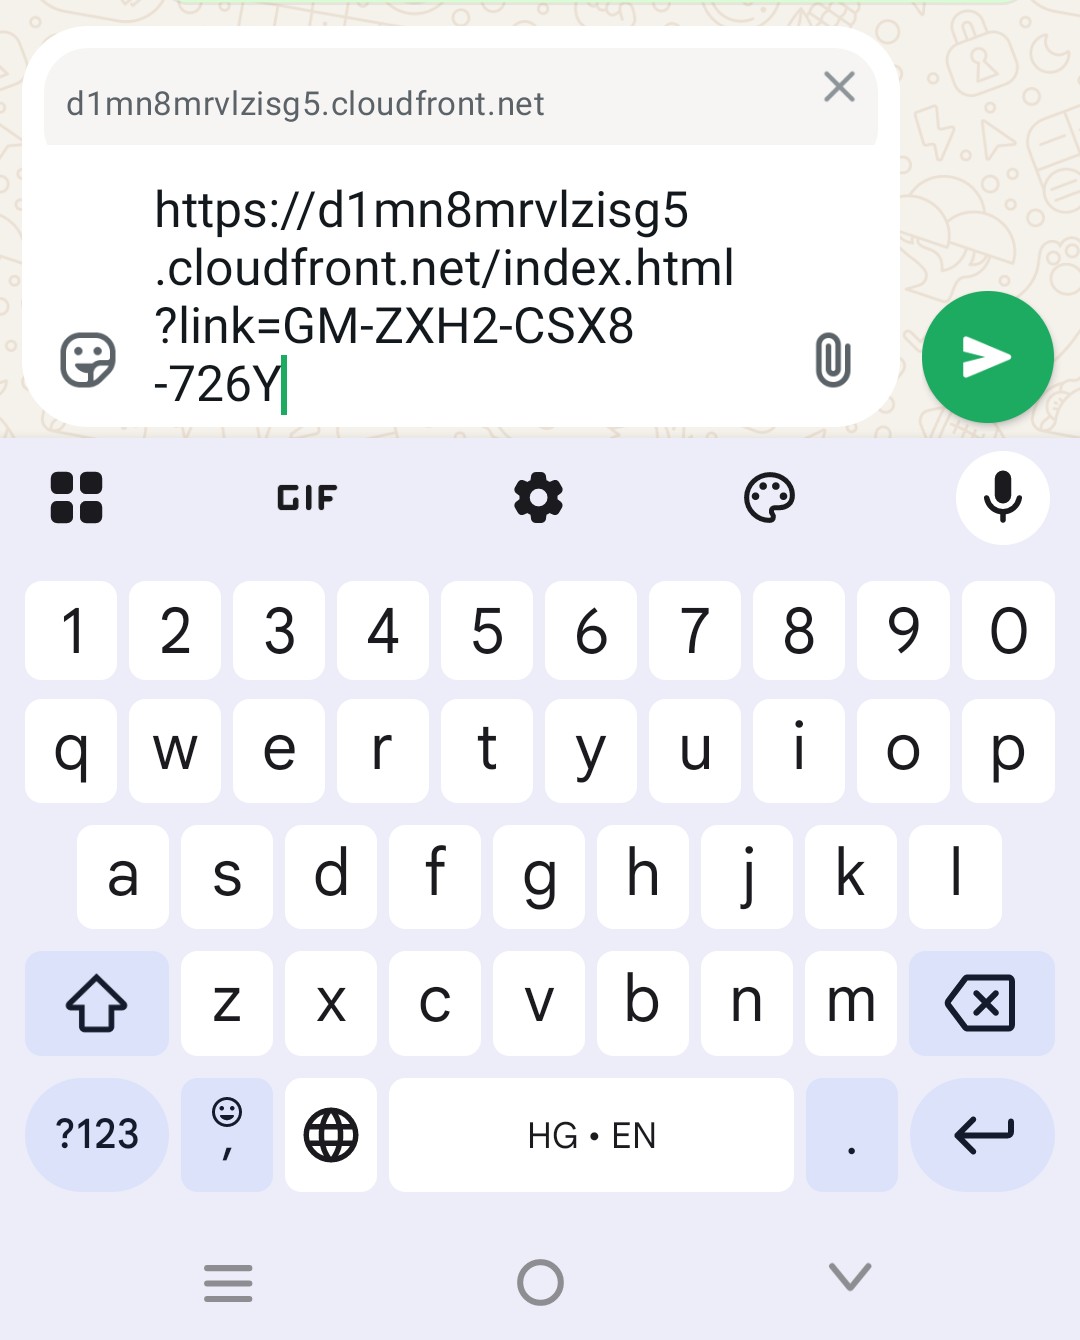 d1mn8mrvlzisg5.cloudfront.net
https://d1mn8mrvlzisg5
.cloudfront.net/index.html
?link=GM-ZXH2-CSX8
-726Y
GIF
1 2 3 4 5 6 7 8 9 0
q w e r t y u i o p
a s d f g h j k l
z x c v b n m
?123 , HG • EN .